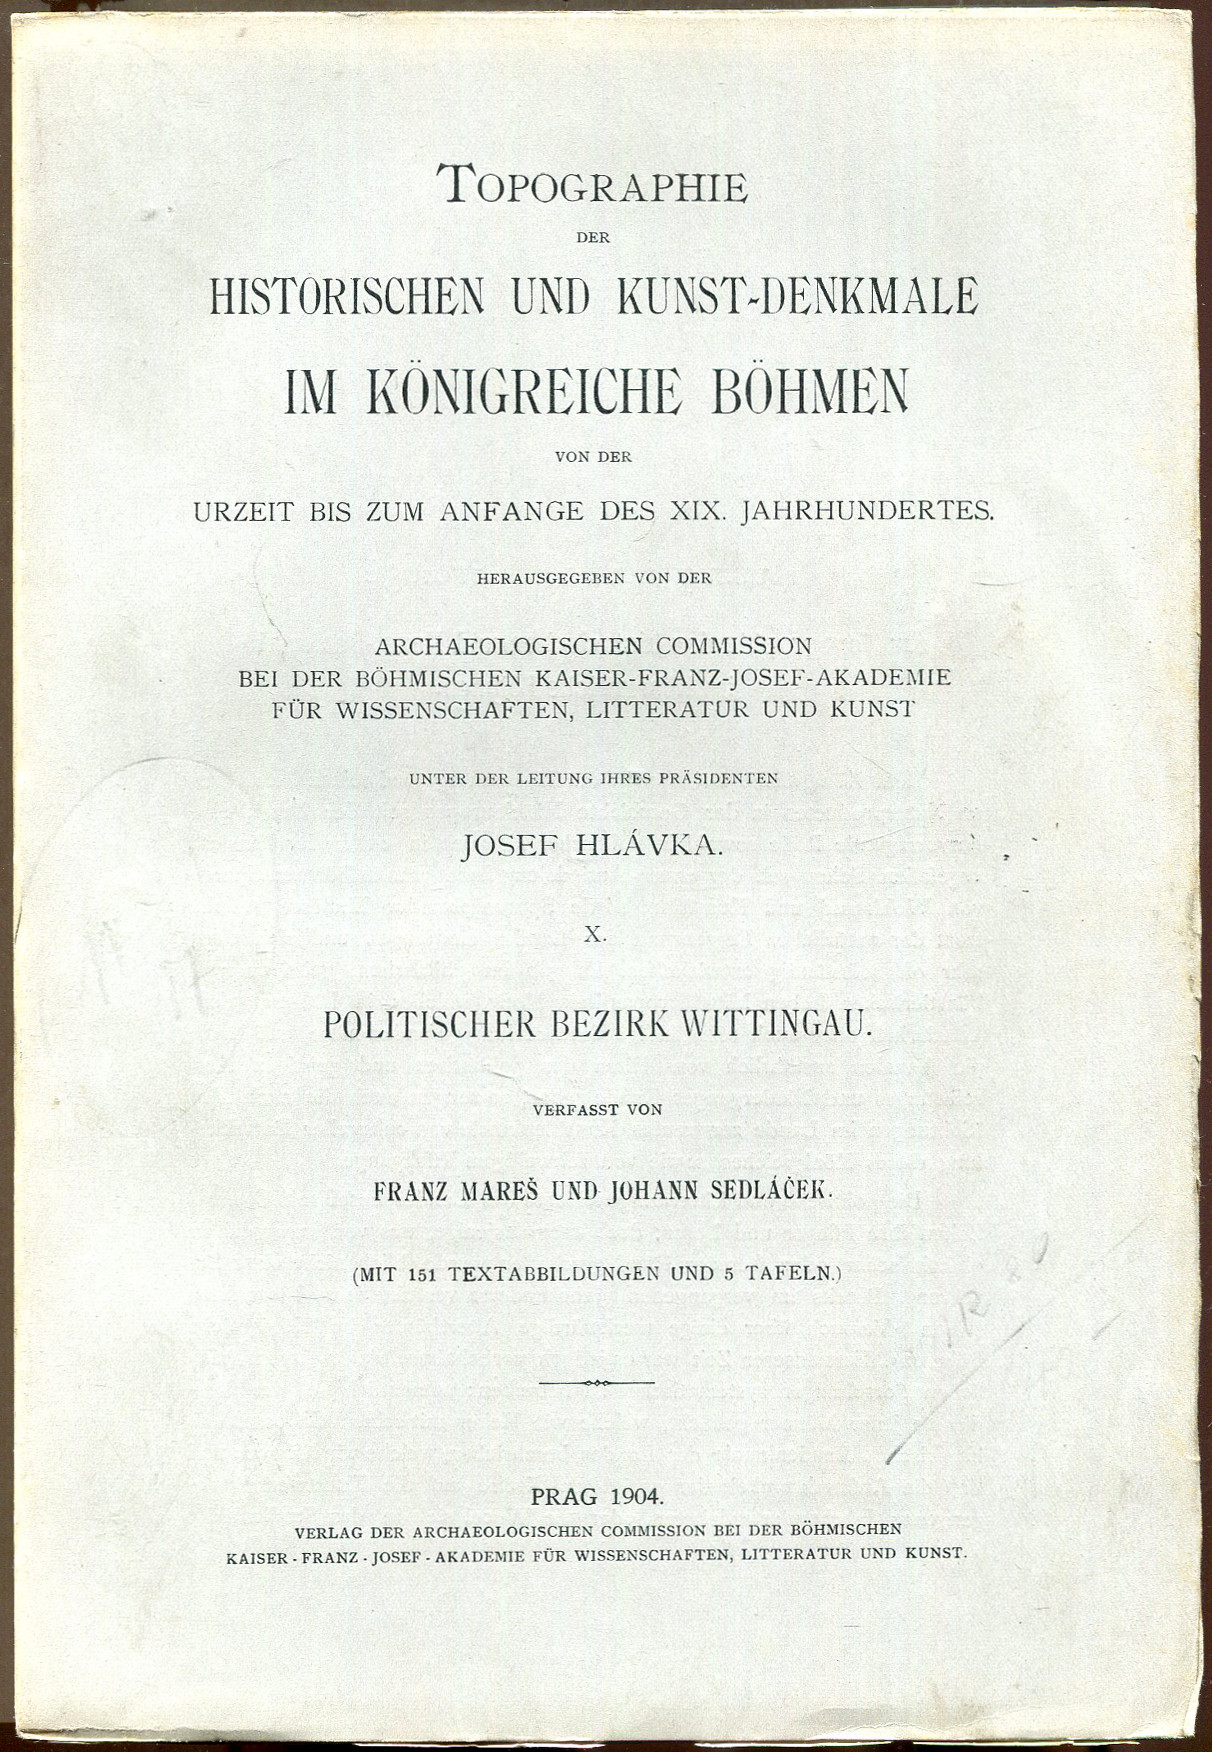 TOPOGRAPHIE
DER
HISTORISCHEN UND KUNST-DENKMALE
IM KÖNIGREICHE BÖHMEN
VON DER
URZEIT BIS ZUM ANFANGE DES XIX. JAHRHUNDERTES.
HERAUSGEGEBEN VON DER
ARCHAEOLOGISCHEN COMMISSION
BEI DER BÖHMISCHEN KAISER-FRANZ-JOSEF-AKADEMIE
FÜR WISSENSCHAFTEN, LITTERATUR UND KUNST
UNTER DER LEITUNG IHRES PRÄSIDENTEN
JOSEF HLÁVKA.
X.
POLITISCHER BEZIRK WITTINGAU.
VERFASST VON
FRANZ MAREŠ UND JOHANN SEDLÁČEK.
(MIT 151 TEXTABBILDUNGEN UND 5 TAFELN.)
PRAG 1904.
VERLAG DER ARCHAEOLOGISCHEN COMMISSION BEI DER BÖHMISCHEN
KAISER - FRANZ - JOSEF - AKADEMIE FÜR WISSENSCHAFTEN, LITTERATUR UND KUNST.